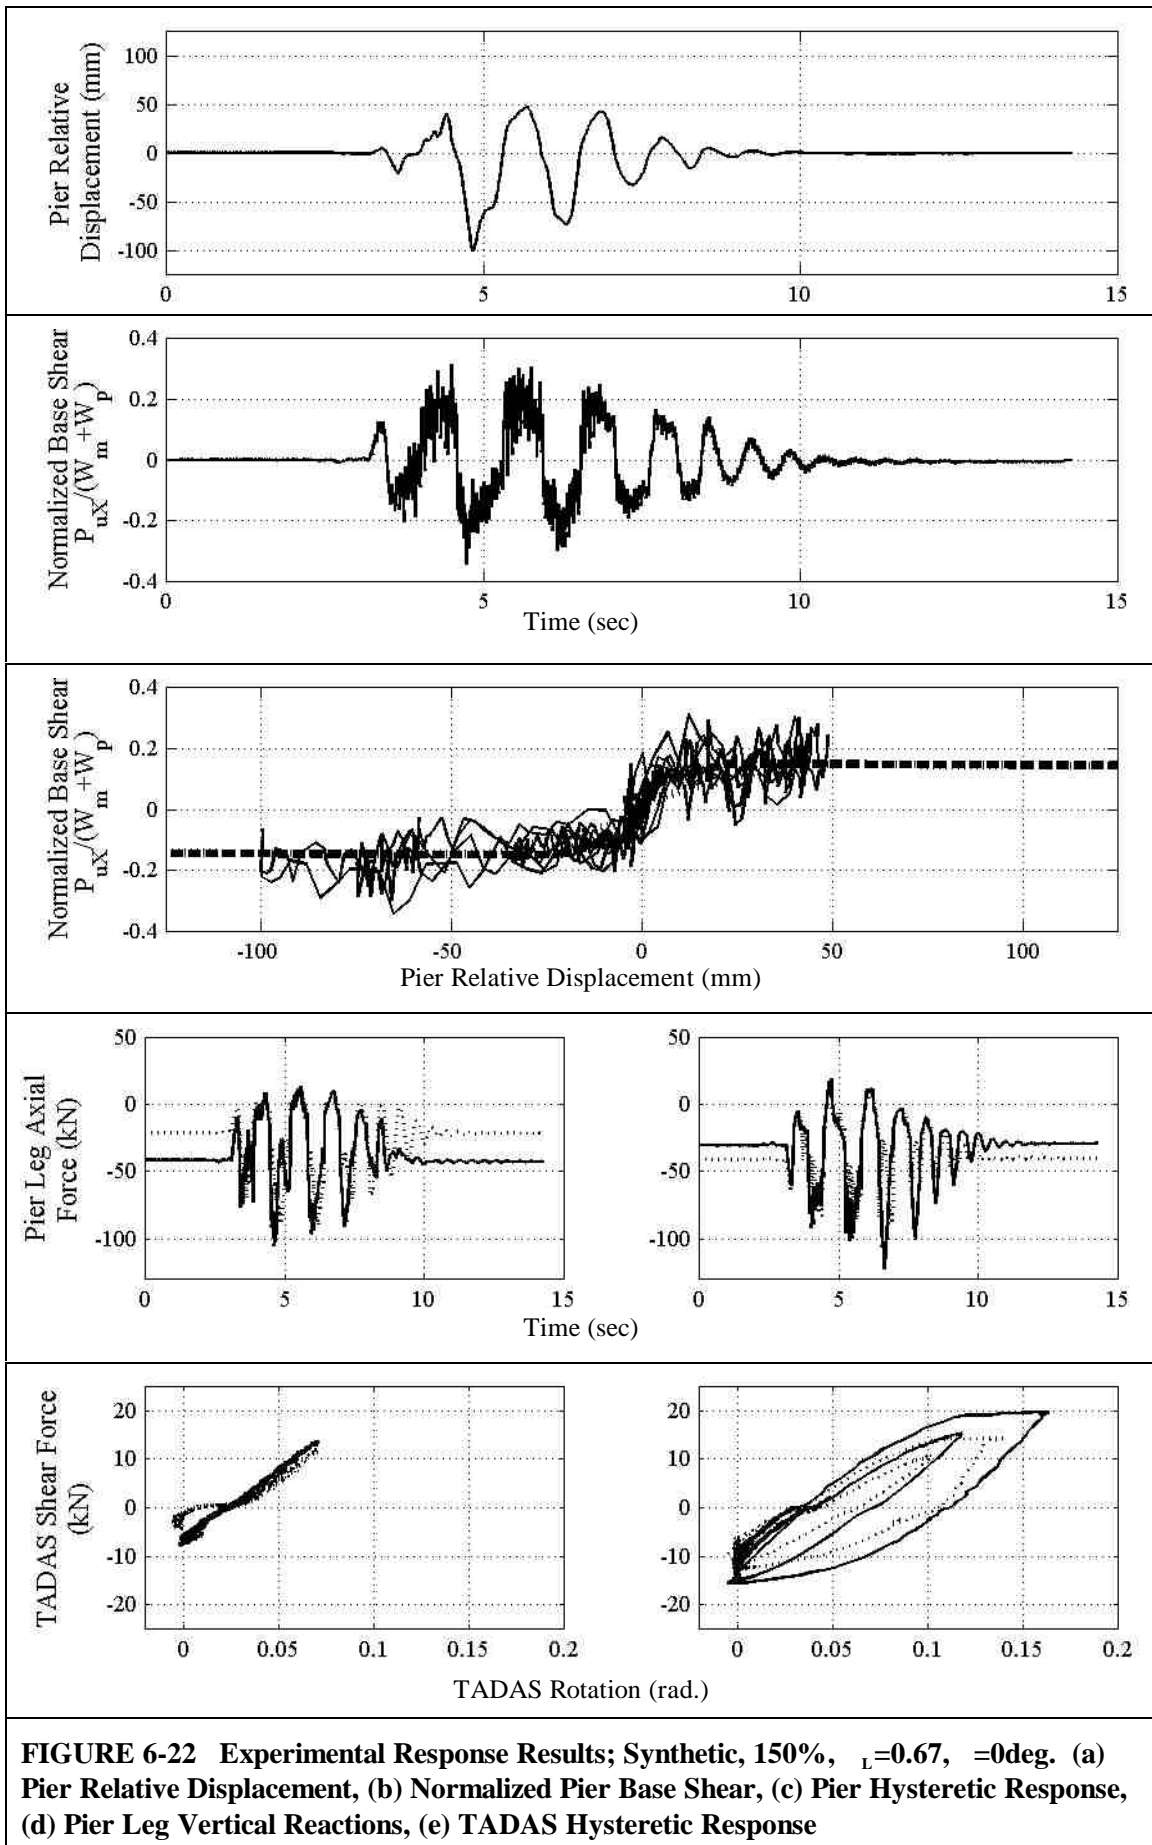 Pier Relative
Displacement (mm)
100
50
0
-50
-100
0 5 10 15
Normalized Base Shear
P_uX/(W_m+W_p)
0.4
0.2
0
-0.2
-0.4
0 5 10 15
Time (sec)
Normalized Base Shear
P_uX/(W_m+W_p)
0.4
0.2
0
-0.2
-0.4
-100 -50 0 50 100
Pier Relative Displacement (mm)
Pier Leg Axial
Force (kN)
50
0
-50
-100
0 5 10 15
50
0
-50
-100
0 5 10 15
Time (sec)
TADAS Shear Force
(kN)
20
10
0
-10
-20
0 0.05 0.1 0.15 0.2
20
10
0
-10
-20
0 0.05 0.1 0.15 0.2
TADAS Rotation (rad.)
FIGURE 6-22 Experimental Response Results; Synthetic, 150%, _L=0.67, =0deg. (a)
Pier Relative Displacement, (b) Normalized Pier Base Shear, (c) Pier Hysteretic Response,
(d) Pier Leg Vertical Reactions, (e) TADAS Hysteretic Response